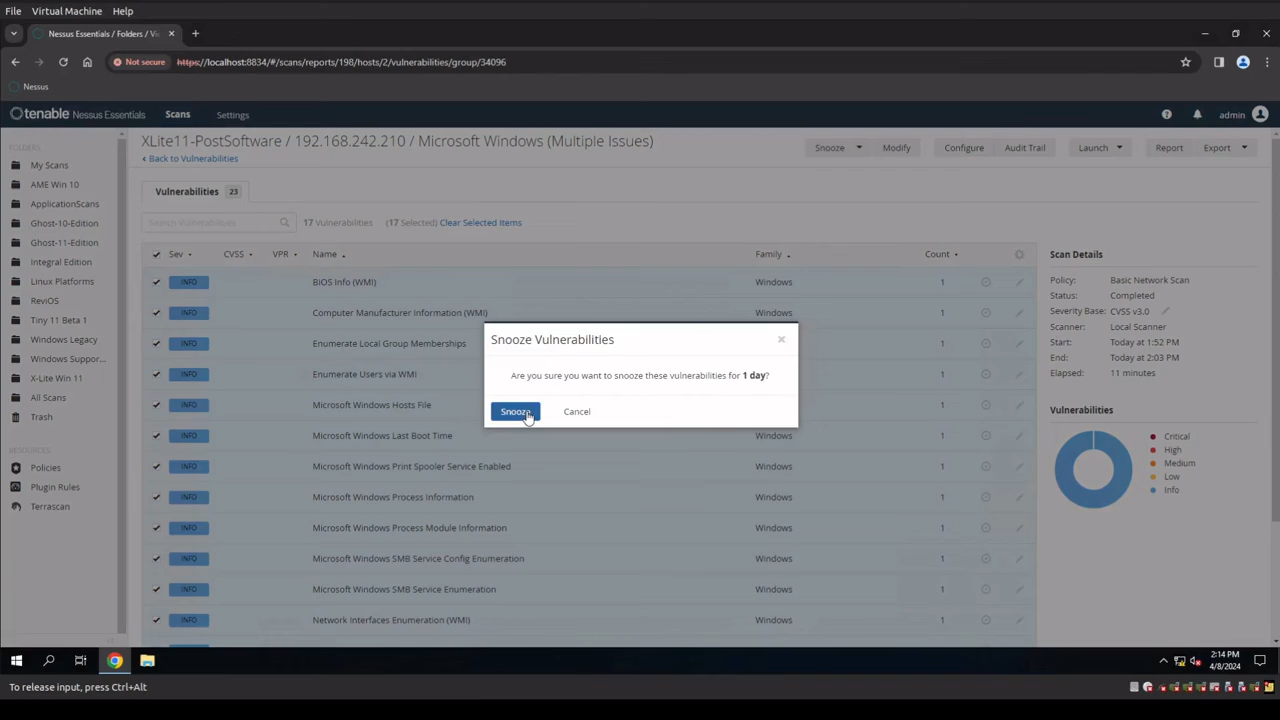 File Virtual Machine Help
Nessus Essentials / Folders / Vi
Not secure https://localhost:8834/#/scans/reports/198/hosts/2/vulnerabilities/group/34096
Nessus
tenable Nessus Essentials Scans Settings admin
FOLDERS
My Scans
AME Win 10
ApplicationScans
Ghost-10-Edition
Ghost-11-Edition
Integral Edition
Linux Platforms
ReviOS
Tiny 11 Beta 1
Windows Legacy
Windows Suppor...
X-Lite Win 11
All Scans
Trash
RESOURCES
Policies
Plugin Rules
Terrascan
XLite11-PostSoftware / 192.168.242.210 / Microsoft Windows (Multiple Issues)
Back to Vulnerabilities
Snooze Modify Configure Audit Trail Launch Report Export
Vulnerabilities 23
Search Vulnerabilities 17 Vulnerabilities (17 Selected) Clear Selected Items
Sev CVSS VPR Name Family Count
INFO BIOS Info (WMI) Windows 1
INFO Computer Manufacturer Information (WMI) Windows 1
INFO Enumerate Local Group Memberships 1
INFO Enumerate Users via WMI 1
INFO Microsoft Windows Hosts File 1
INFO Microsoft Windows Last Boot Time Windows 1
INFO Microsoft Windows Print Spooler Service Enabled Windows 1
INFO Microsoft Windows Process Information Windows 1
INFO Microsoft Windows Process Module Information Windows 1
INFO Microsoft Windows SMB Service Config Enumeration Windows 1
INFO Microsoft Windows SMB Service Enumeration Windows 1
INFO Network Interfaces Enumeration (WMI) Windows 1
Snooze Vulnerabilities
Are you sure you want to snooze these vulnerabilities for 1 day?
Snooze Cancel
Scan Details
Policy: Basic Network Scan
Status: Completed
Severity Base: CVSS v3.0
Scanner: Local Scanner
Start: Today at 1:52 PM
End: Today at 2:03 PM
Elapsed: 11 minutes
Vulnerabilities
Critical
High
Medium
Low
Info
2:14 PM
4/8/2024
To release input, press Ctrl+Alt